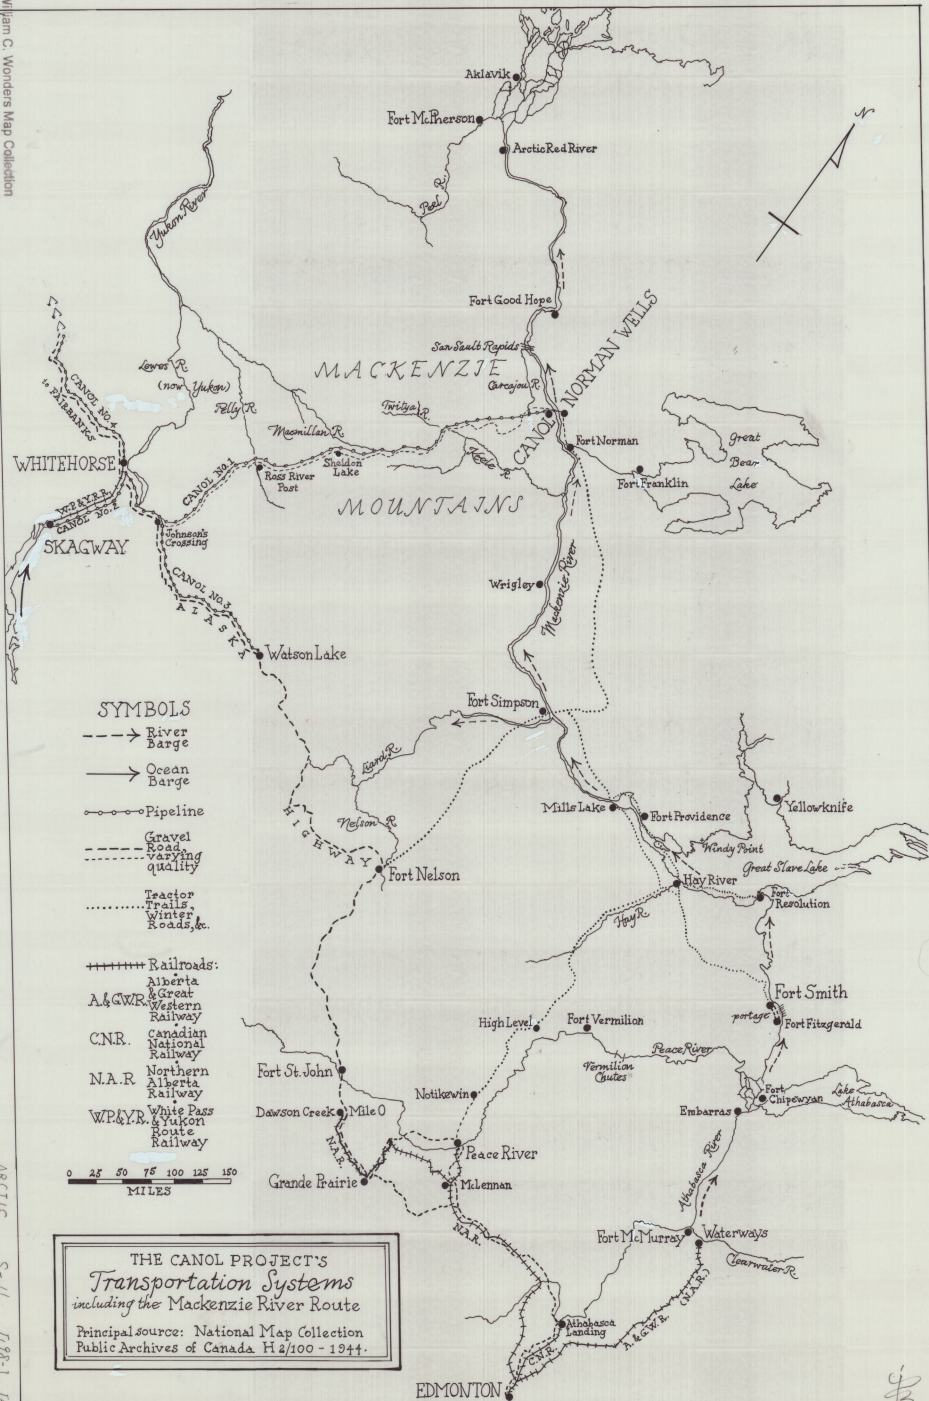 William C. Wonders Map Collection
Aklavik
Fort McPherson
Arctic Red River
N
Peel R.
Yukon River
Fort Good Hope
San Sault Rapids
NORMAN WELLS
MACKENZIE
Carcajou R.
Lewes R.
(now Yukon)
Pelly R.
Twitya R.
Macmillan R.
CANOL
CANOL NO. 4
to FAIRBANKS
Great
Bear
Lake
Fort Norman
Fort Franklin
WHITEHORSE
CANOL NO. 1
Ross River
Post
Sheldon
Lake
Keele R.
W.P.&Y.R.R.
CANOL NO. 2
MOUNTAINS
SKAGWAY
Johnson's
Crossing
CANOL NO. 3
ALASKA
Wrigley
Mackenzie River
Watson Lake
Fort Simpson
SYMBOLS
River
Barge
Ocean
Barge
Pipeline
Gravel
Road,
varying
quality
Tractor
Trails,
Winter
Roads,&c.
Railroads:
A.&G.W.R.
Alberta
& Great
Western
Railway
C.N.R.
Canadian
National
Railway
N.A.R
Northern
Alberta
Railway
W.P.&Y.R.
White Pass
& Yukon
Route
Railway
0 25 50 75 100 125 150
MILES
Liard R.
HIGHWAY
Nelson R.
Fort Nelson
Mills Lake
Fort Providence
Yellowknife
Windy Point
Great Slave Lake
Hay River
Fort
Resolution
Hay R.
Fort Smith
portage
Fort Fitzgerald
High Level
Fort Vermilion
Vermilion
Chutes
Peace River
Fort St. John
Notikewin
Fort
Chipewyan
Lake
Athabasca
Embarras
Dawson Creek
Mile 0
N.A.R.
Peace River
Grande Prairie
McLennan
N.A.R.
Athabasca River
Fort McMurray
Waterways
Clearwater R.
(N.A.R.)
A.&G.W.R.
Athabasca
Landing
C.N.R.
EDMONTON
THE CANOL PROJECT'S
Transportation Systems
including the Mackenzie River Route
Principal source: National Map Collection
Public Archives of Canada H2/100 - 1944.
ARCTIC